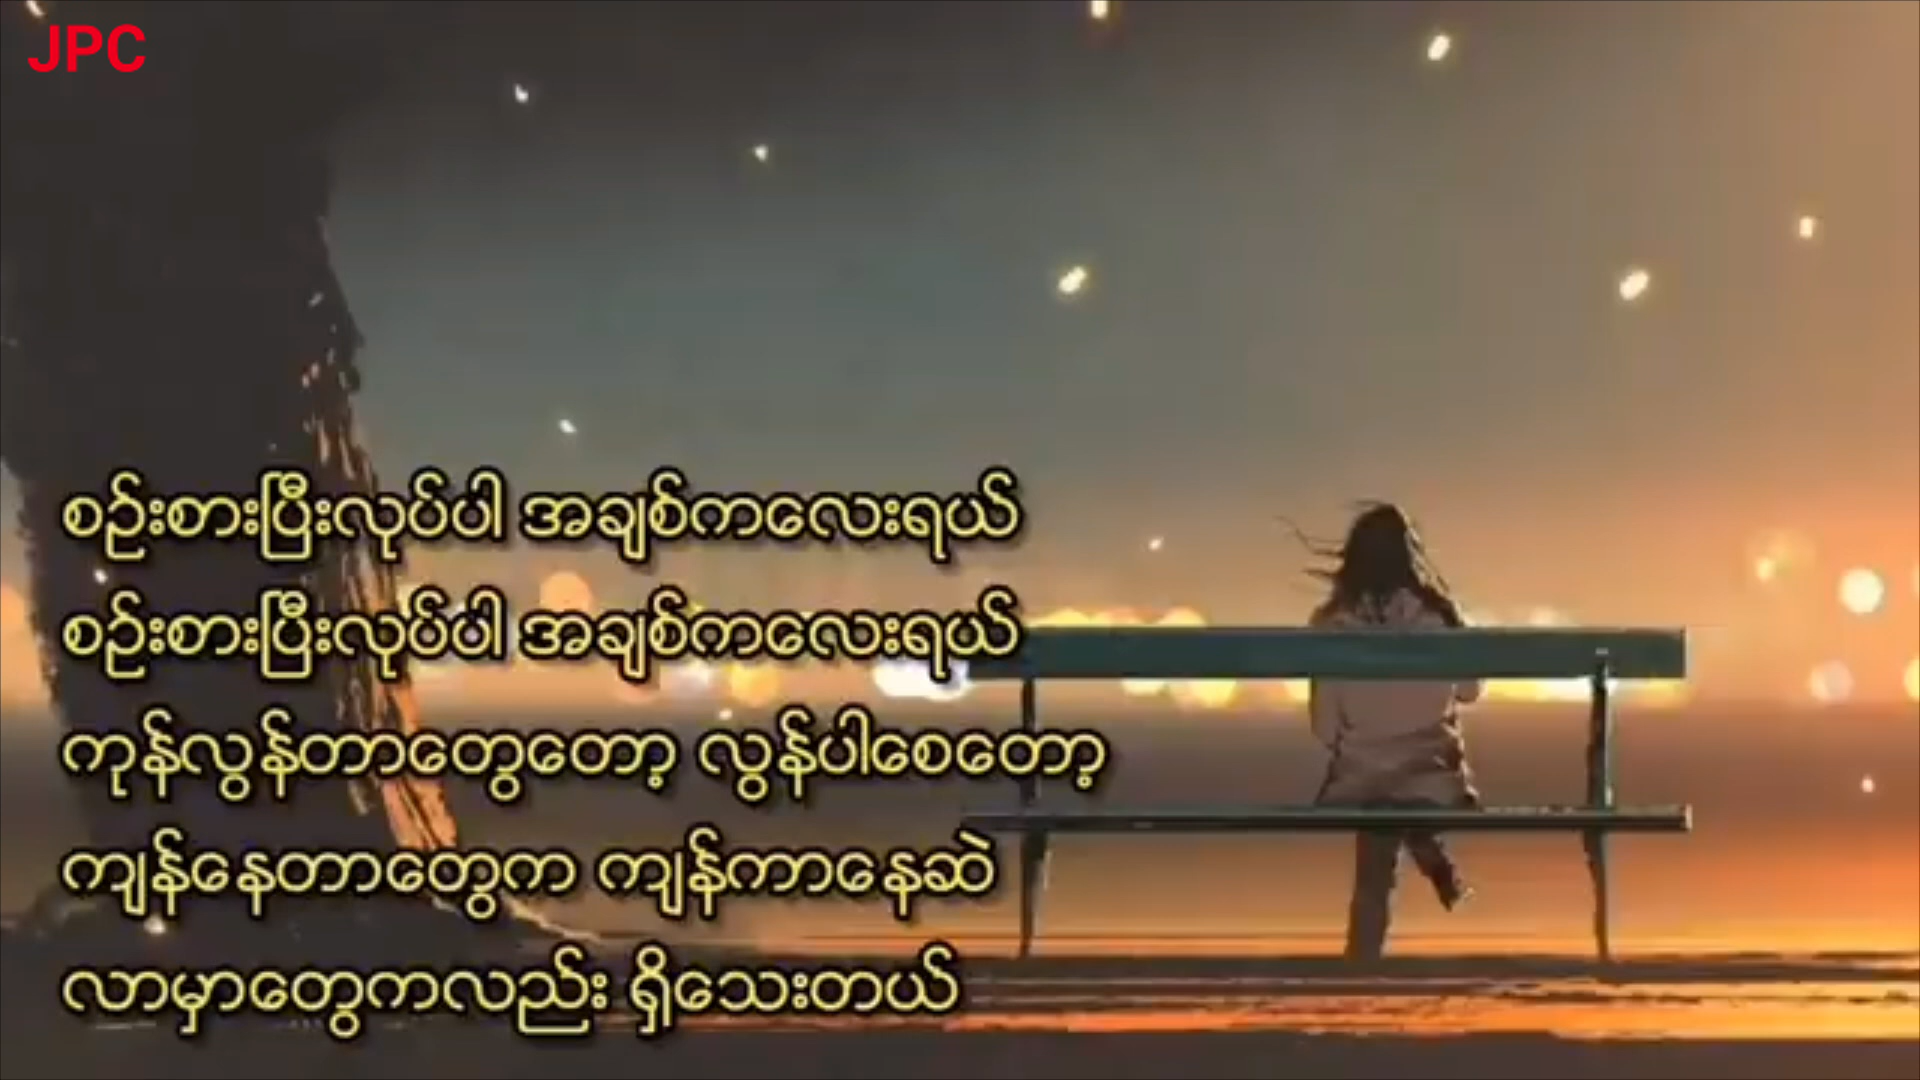 JPC
စဉ်းစားပြီးလုပ်ပါ အချစ်ကလေးရယ်
စဉ်းစားပြီးလုပ်ပါ အချစ်ကလေးရယ်
ကုန်လွန်တာတွေတော့ လွန်ပါစေတော့
ကျန်နေတာတွေက ကျန်ကာနေဆဲ
လာမှာတွေကလည်း ရှိသေးတယ်